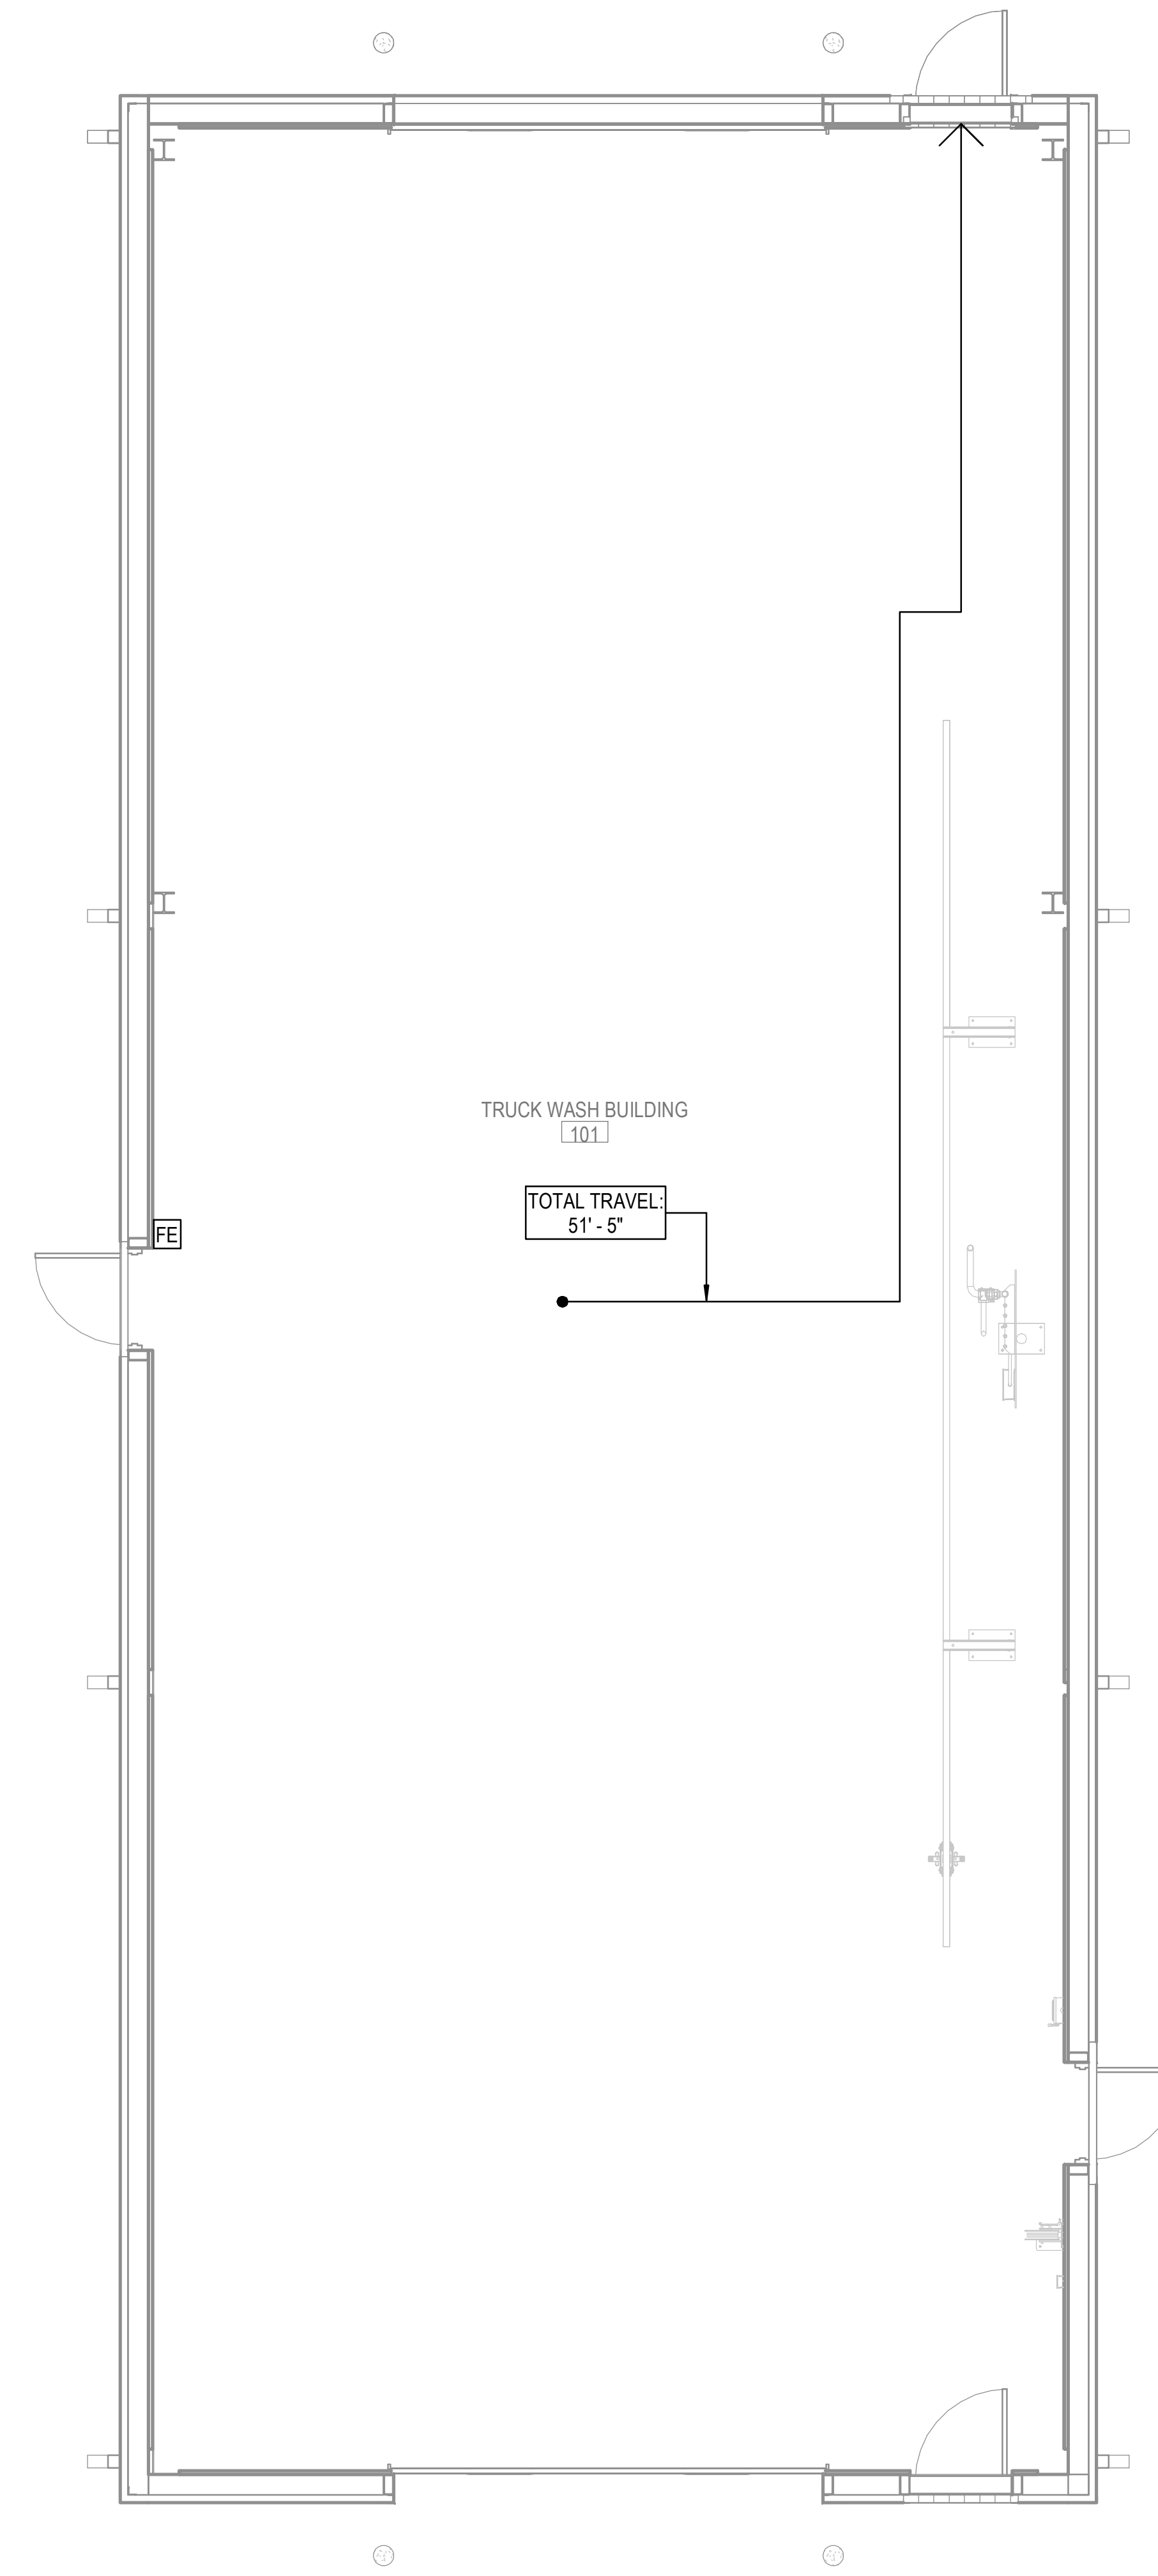 TRUCK WASH BUILDING
101
TOTAL TRAVEL:
51' - 5"
FE